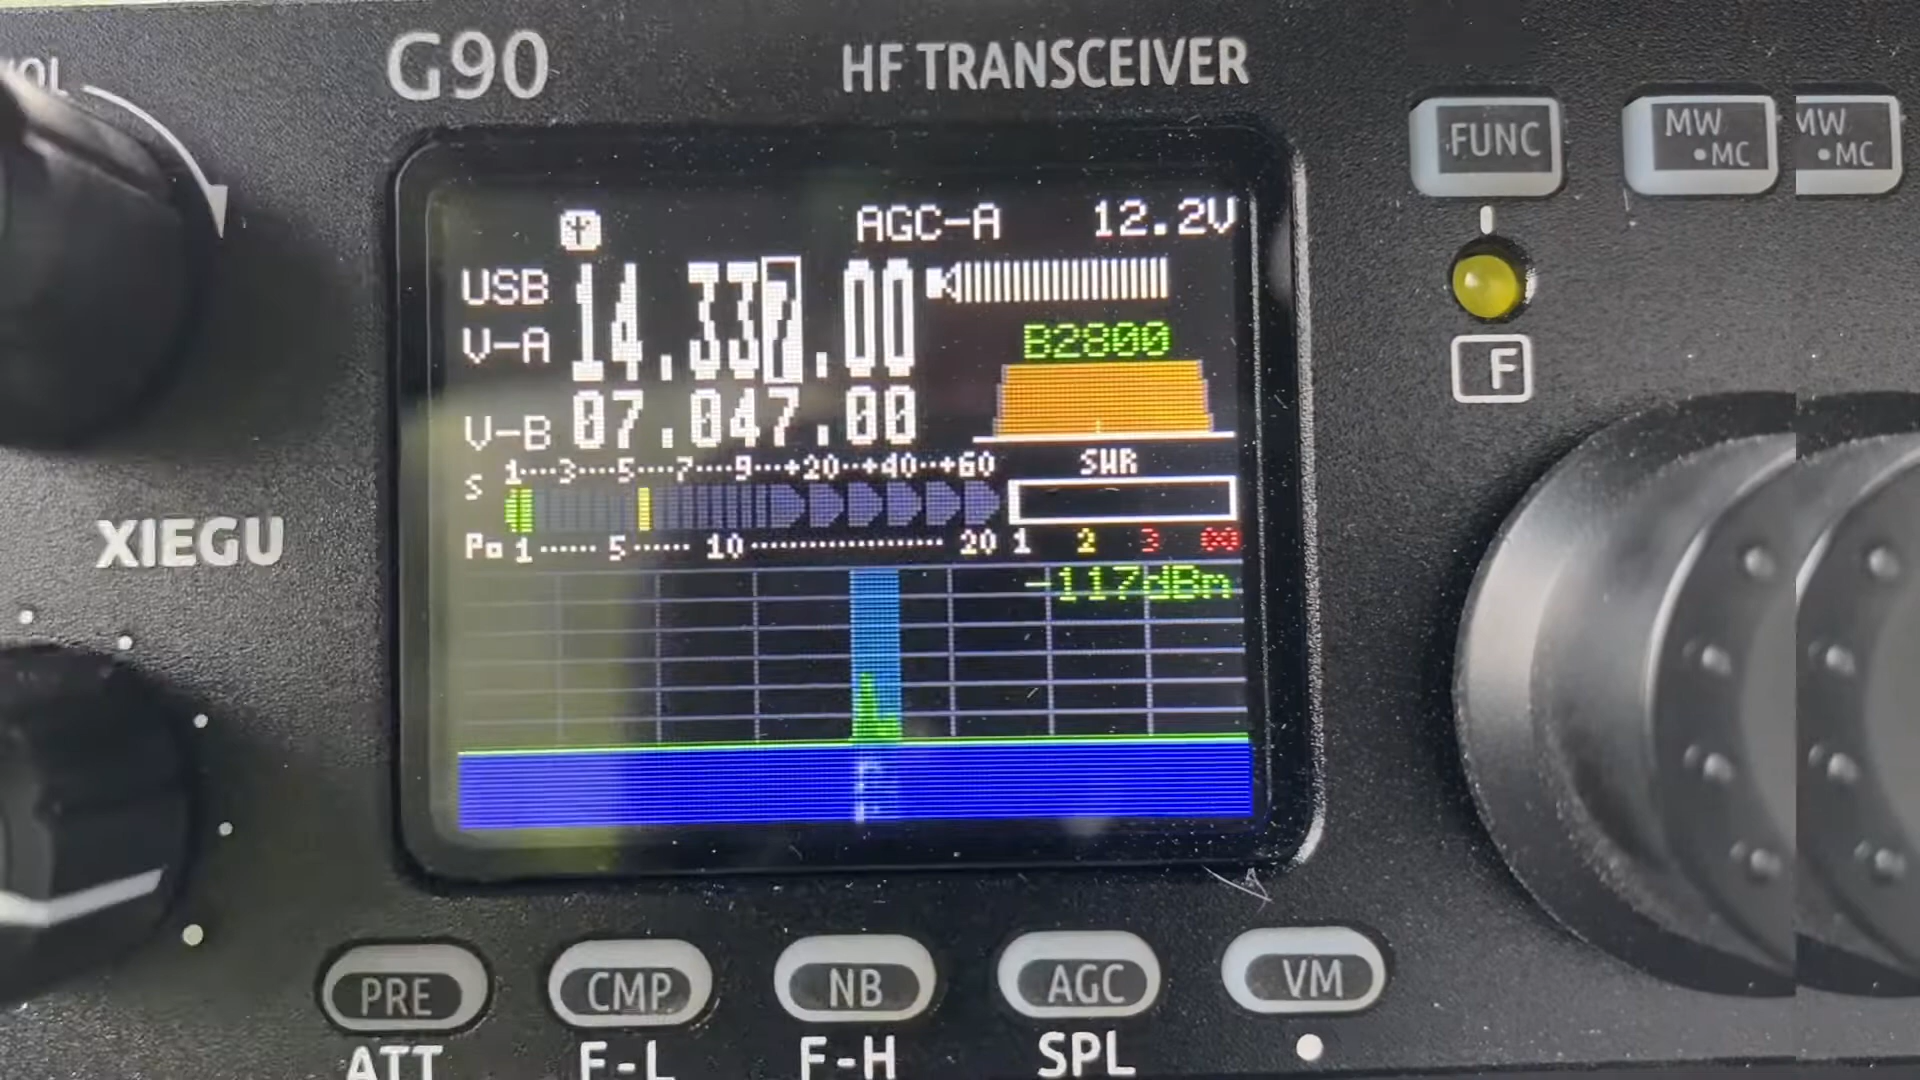 G90 HF TRANSCEIVER
FUNC
MW
•MC
MW
•MC
AGC-A 12.2V
USB 14.337.00
V-A
B2800
V-B 07.047.00
S 1····3····5····7···9···+20··+40··+60
SWR
Po 1······5······10··················20
1 2 3 ∞
-117dBm
F
XIEGU
PRE CMP NB AGC VM
ATT F-L F-H SPL